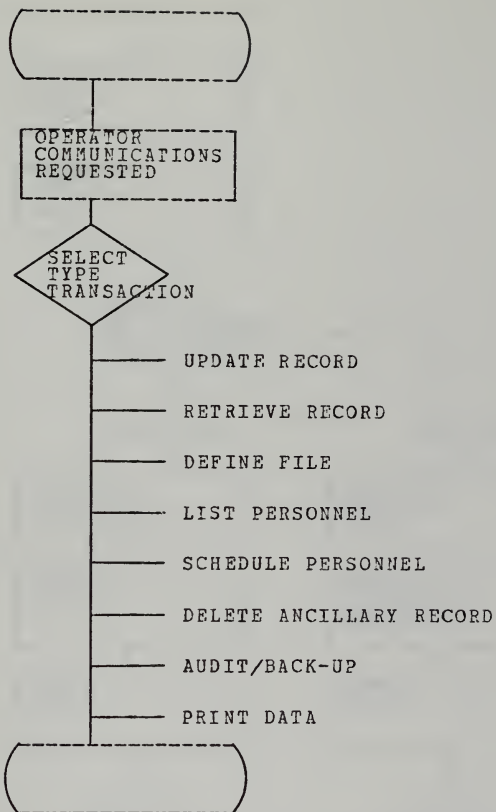 OPERATOR
COMMUNICATIONS
REQUESTED
SELECT
TYPE
TRANSACTION
UPDATE RECORD
RETRIEVE RECORD
DEFINE FILE
LIST PERSONNEL
SCHEDULE PERSONNEL
DELETE ANCILLARY RECORD
AUDIT/BACK-UP
PRINT DATA